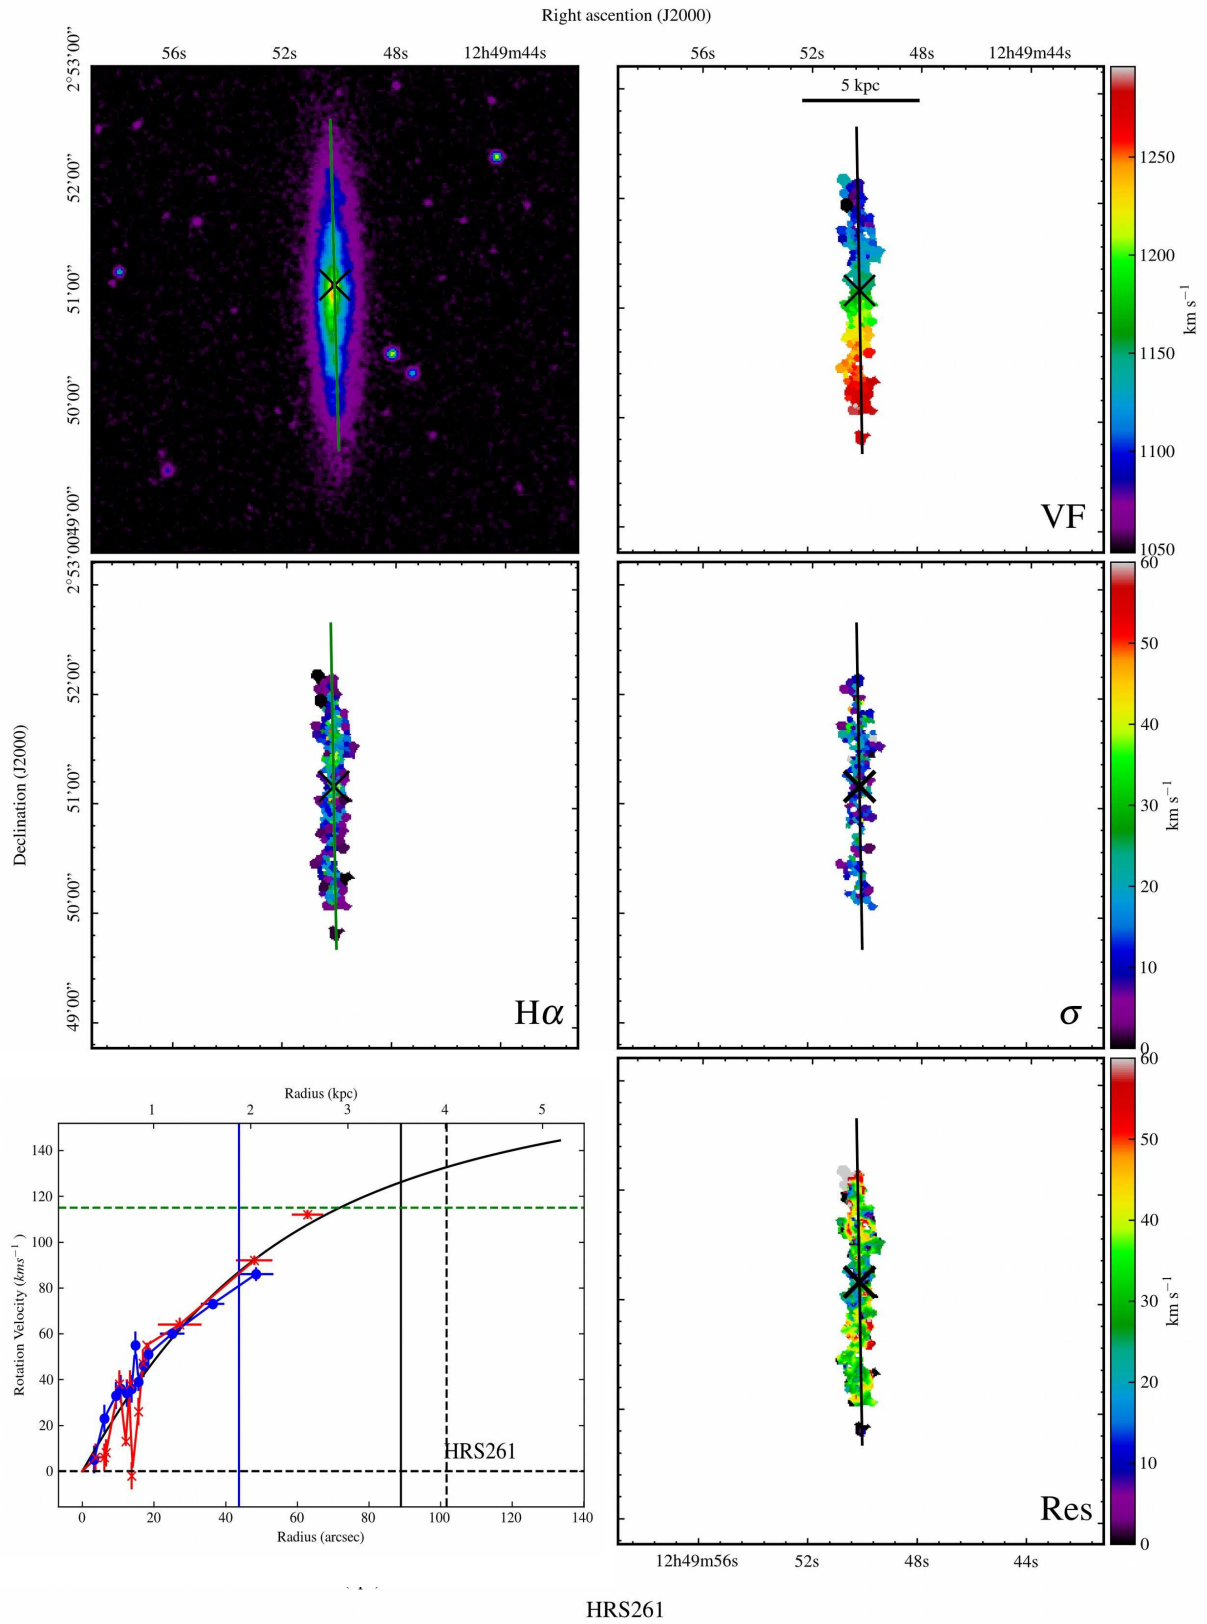 Right ascention (J2000)
56s 52s 48s 12h49m44s
56s 52s 48s 12h49m44s
2°53'00” 52'00” 51'00” 50'00” 49'00”
5 kpc
VF
1250
1200
1150
1100
1050
km s−1
Declination (J2000)
2°53'00” 52'00” 51'00” 50'00” 49'00”
Hα
σ
60
50
40
30
20
10
0
km s−1
Radius (kpc)
1 2 3 4 5
Rotation Velocity (kms−1)
140
120
100
80
60
40
20
0
HRS261
0 20 40 60 80 100 120 140
Radius (arcsec)
Res
60
50
40
30
20
10
0
km s−1
12h49m56s 52s 48s 44s
HRS261